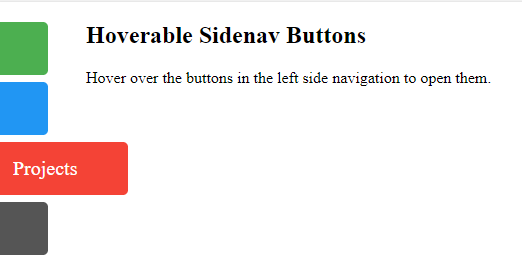 Hoverable Sidenav Buttons
Hover over the buttons in the left side navigation to open them.
Projects